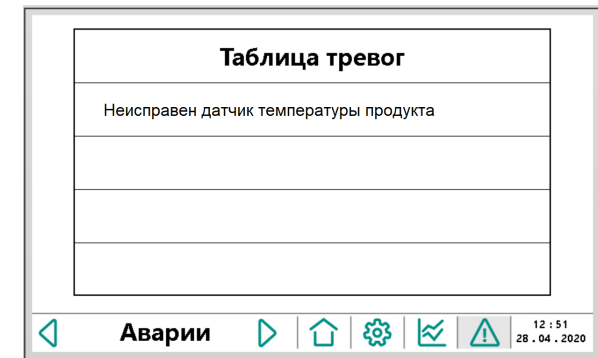 Таблица тревог
Неисправен датчик температуры продукта
Аварии
12 : 51
28 . 04 . 2020